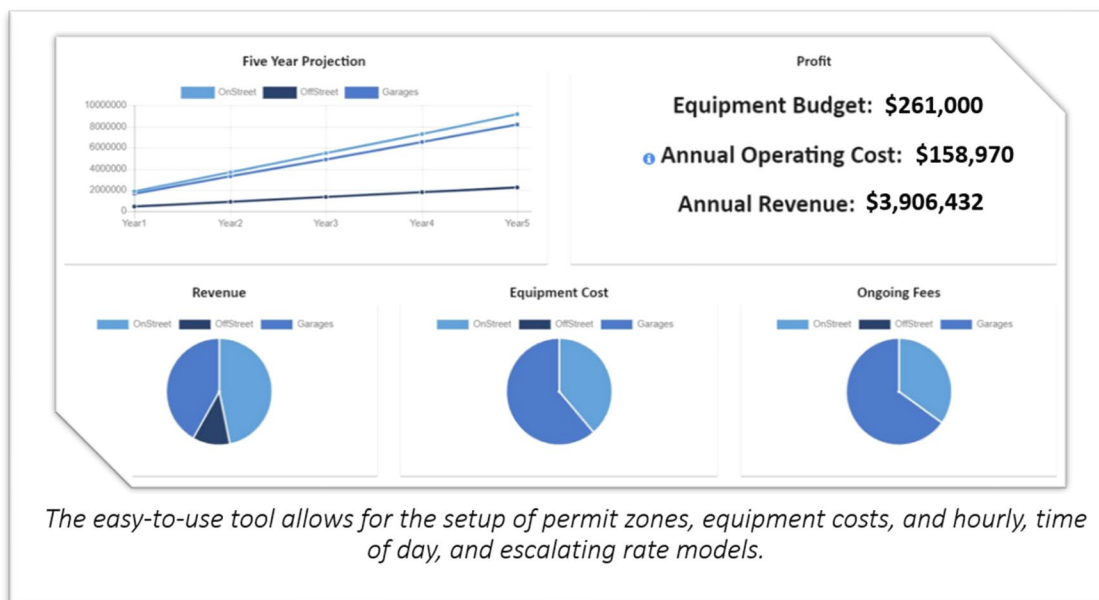 Five Year Projection
OnStreet OffStreet Garages
10000000
8000000
6000000
4000000
2000000
0
Year1 Year2 Year3 Year4 Year5
Profit
Equipment Budget: $261,000
Annual Operating Cost: $158,970
Annual Revenue: $3,906,432
Revenue
OnStreet OffStreet Garages
Equipment Cost
OnStreet OffStreet Garages
Ongoing Fees
OnStreet OffStreet Garages
The easy-to-use tool allows for the setup of permit zones, equipment costs, and hourly, time
of day, and escalating rate models.